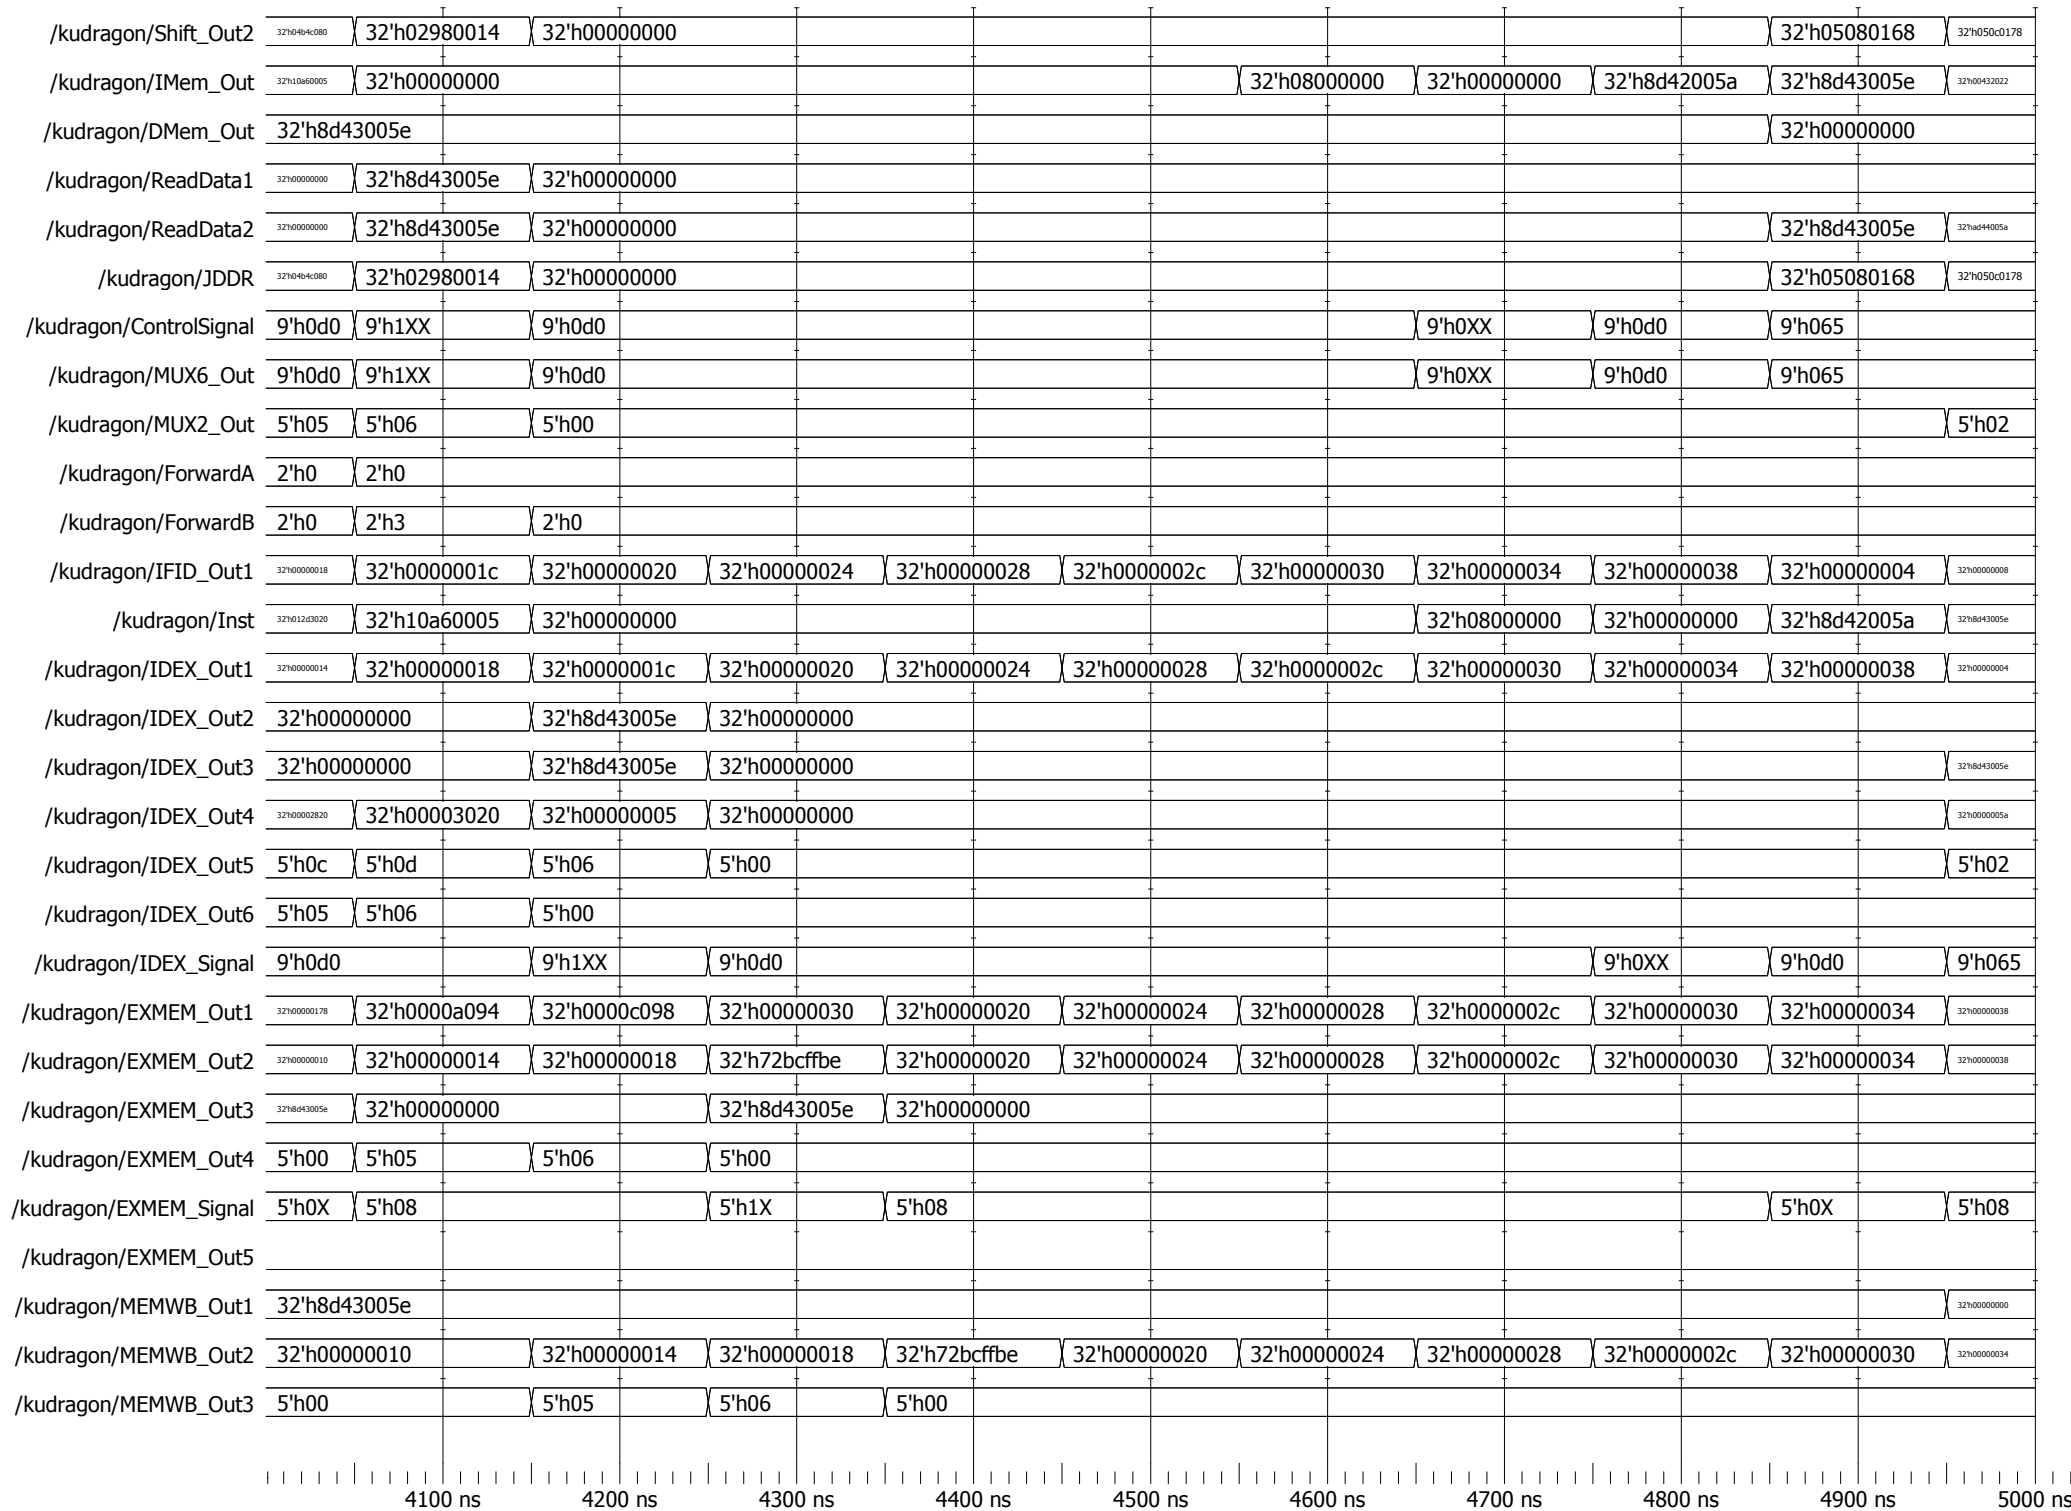 /kudragon/Shift_Out2 32'h04b4c080 32'h02980014 32'h00000000 32'h05080168 32'h050c0178
/kudragon/IMem_Out 32'h10a60005 32'h00000000 32'h08000000 32'h00000000 32'h8d42005a 32'h8d43005e 32'h00432022
/kudragon/DMem_Out 32'h8d43005e 32'h00000000
/kudragon/ReadData1 32'h00000000 32'h8d43005e 32'h00000000
/kudragon/ReadData2 32'h00000000 32'h8d43005e 32'h00000000 32'h8d43005e 32'had44005a
/kudragon/JDDR 32'h04b4c080 32'h02980014 32'h00000000 32'h05080168 32'h050c0178
/kudragon/ControlSignal 9'h0d0 9'h1XX 9'h0d0 9'h0XX 9'h0d0 9'h065
/kudragon/MUX6_Out 9'h0d0 9'h1XX 9'h0d0 9'h0XX 9'h0d0 9'h065
/kudragon/MUX2_Out 5'h05 5'h06 5'h00 5'h02
/kudragon/ForwardA 2'h0 2'h0
/kudragon/ForwardB 2'h0 2'h3 2'h0
/kudragon/IFID_Out1 32'h00000018 32'h0000001c 32'h00000020 32'h00000024 32'h00000028 32'h0000002c 32'h00000030 32'h00000034 32'h00000038 32'h00000004 32'h00000008
/kudragon/Inst 32'h012d3020 32'h10a60005 32'h00000000 32'h08000000 32'h00000000 32'h8d42005a 32'h8d43005e
/kudragon/IDEX_Out1 32'h00000014 32'h00000018 32'h0000001c 32'h00000020 32'h00000024 32'h00000028 32'h0000002c 32'h00000030 32'h00000034 32'h00000038 32'h00000004
/kudragon/IDEX_Out2 32'h00000000 32'h8d43005e 32'h00000000
/kudragon/IDEX_Out3 32'h00000000 32'h8d43005e 32'h00000000 32'h8d43005e
/kudragon/IDEX_Out4 32'h00002820 32'h00003020 32'h00000005 32'h00000000 32'h0000005a
/kudragon/IDEX_Out5 5'h0c 5'h0d 5'h06 5'h00 5'h02
/kudragon/IDEX_Out6 5'h05 5'h06 5'h00
/kudragon/IDEX_Signal 9'h0d0 9'h1XX 9'h0d0 9'h0XX 9'h0d0 9'h065
/kudragon/EXMEM_Out1 32'h00000178 32'h0000a094 32'h0000c098 32'h00000030 32'h00000020 32'h00000024 32'h00000028 32'h0000002c 32'h00000030 32'h00000034 32'h00000038
/kudragon/EXMEM_Out2 32'h00000010 32'h00000014 32'h00000018 32'h72bcffbe 32'h00000020 32'h00000024 32'h00000028 32'h0000002c 32'h00000030 32'h00000034 32'h00000038
/kudragon/EXMEM_Out3 32'h8d43005e 32'h00000000 32'h8d43005e 32'h00000000
/kudragon/EXMEM_Out4 5'h00 5'h05 5'h06 5'h00
/kudragon/EXMEM_Signal 5'h0X 5'h08 5'h1X 5'h08 5'h0X 5'h08
/kudragon/EXMEM_Out5
/kudragon/MEMWB_Out1 32'h8d43005e 32'h00000000
/kudragon/MEMWB_Out2 32'h00000010 32'h00000014 32'h00000018 32'h72bcffbe 32'h00000020 32'h00000024 32'h00000028 32'h0000002c 32'h00000030 32'h00000034
/kudragon/MEMWB_Out3 5'h00 5'h05 5'h06 5'h00
4100 ns 4200 ns 4300 ns 4400 ns 4500 ns 4600 ns 4700 ns 4800 ns 4900 ns 5000 ns